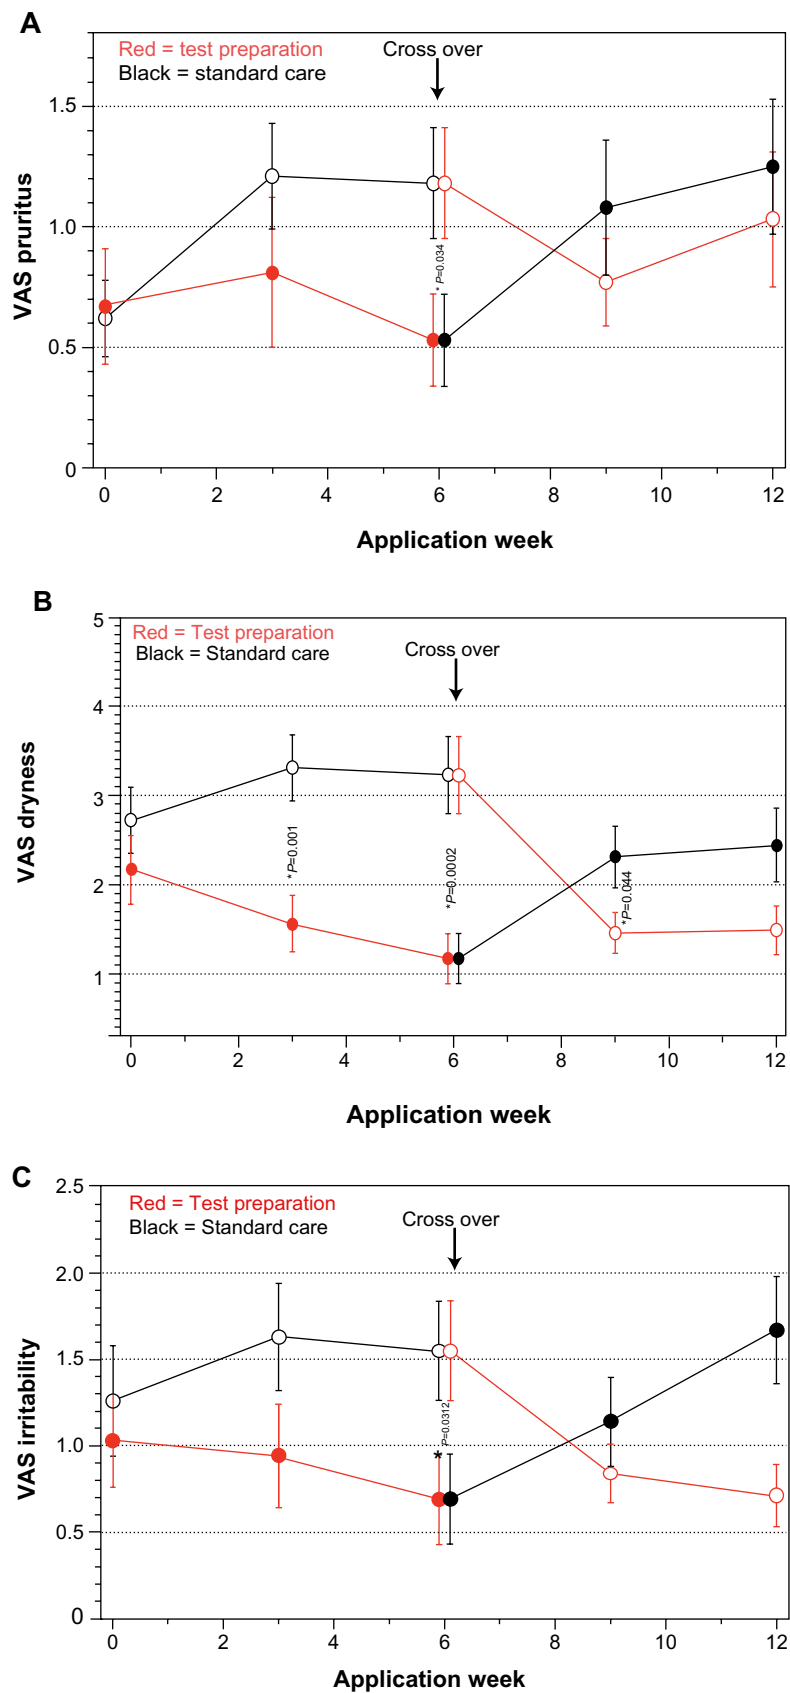 A
Red = test preparation
Black = standard care
Cross over
1.5
1.0
0.5
0
* P=0.034
VAS pruritus
0 2 4 6 8 10 12
Application week
B
Red = Test preparation
Black = Standard care
Cross over
5
4
3
2
1
*P=0.001
*P=0.0002
*P=0.044
VAS dryness
0 2 4 6 8 10 12
Application week
C
Red = Test preparation
Black = Standard care
Cross over
2.5
2.0
1.5
1.0
0.5
0
P=0.0312
*
VAS irritability
0 2 4 6 8 10 12
Application week